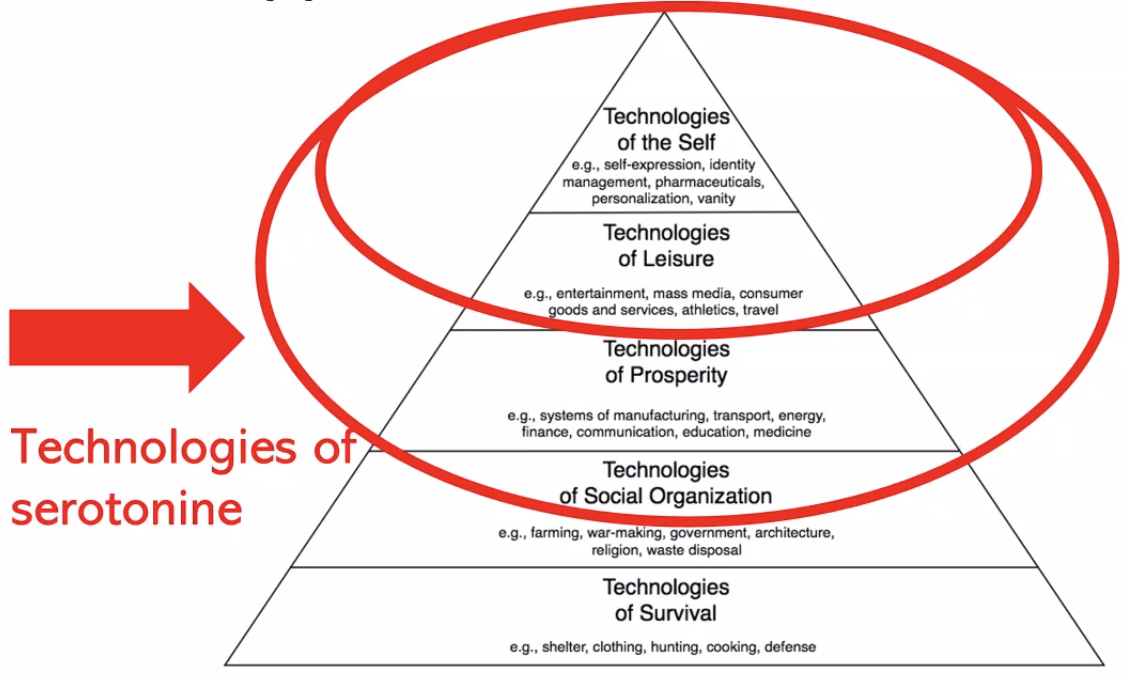 Technologies
of the Self
e.g., self-expression, identity
management, pharmaceuticals,
personalization, vanity
Technologies
of Leisure
e.g., entertainment, mass media, consumer
goods and services, athletics, travel
Technologies
of Prosperity
e.g., systems of manufacturing, transport, energy,
finance, communication, education, medicine
Technologies of
serotonine
Technologies
of Social Organization
e.g., farming, war-making, government, architecture,
religion, waste disposal
Technologies
of Survival
e.g., shelter, clothing, hunting, cooking, defense